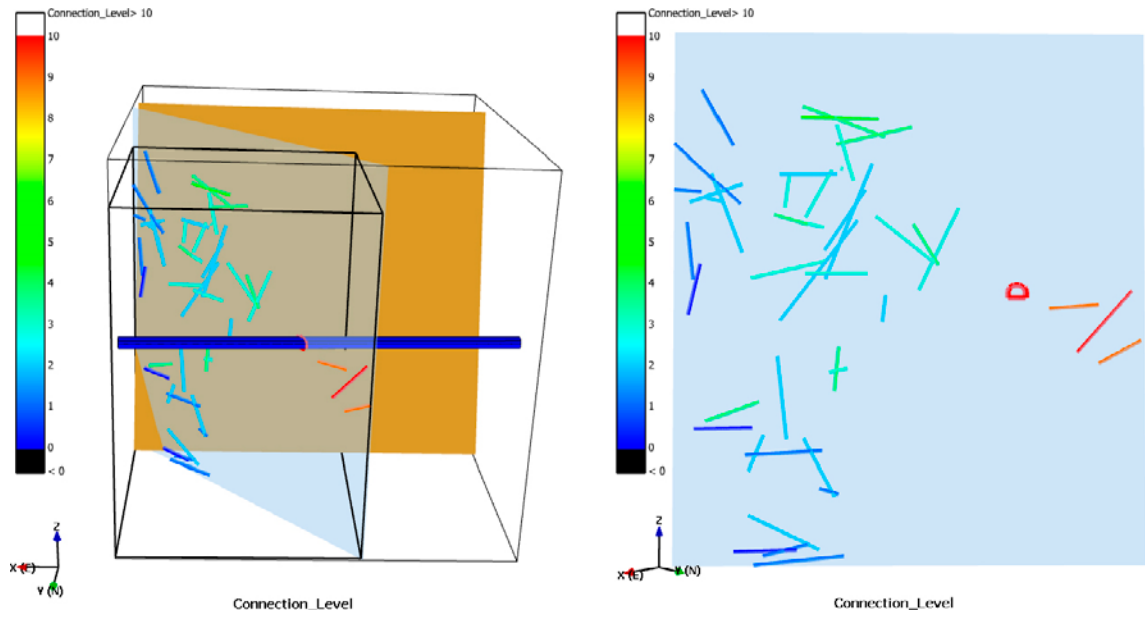 Connection_Level> 10
10
9
8
7
6
5
4
3
2
1
0
< 0
Z
X (E)
Y (N)
Connection_Level
Connection_Level> 10
10
9
8
7
6
5
4
3
2
1
0
< 0
Z
X (E)
Y (N)
Connection_Level